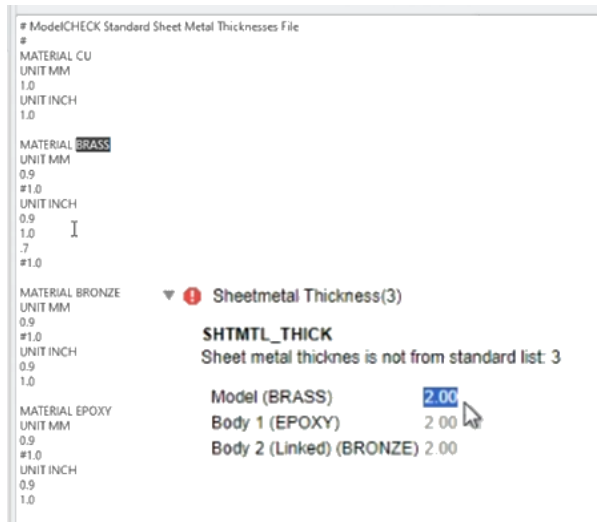 # ModelCHECK Standard Sheet Metal Thicknesses File
#
MATERIAL CU
UNIT MM
1.0
UNIT INCH
1.0
MATERIAL BRASS
UNIT MM
0.9
#1.0
UNIT INCH
0.9
1.0
.7
#1.0
MATERIAL BRONZE
UNIT MM
0.9
#1.0
UNIT INCH
0.9
1.0
MATERIAL EPOXY
UNIT MM
0.9
#1.0
UNIT INCH
0.9
1.0
Sheetmetal Thickness(3)
SHTMTL_THICK
Sheet metal thicknes is not from standard list: 3
Model (BRASS) 2.00
Body 1 (EPOXY) 2 00
Body 2 (Linked) (BRONZE) 2.00